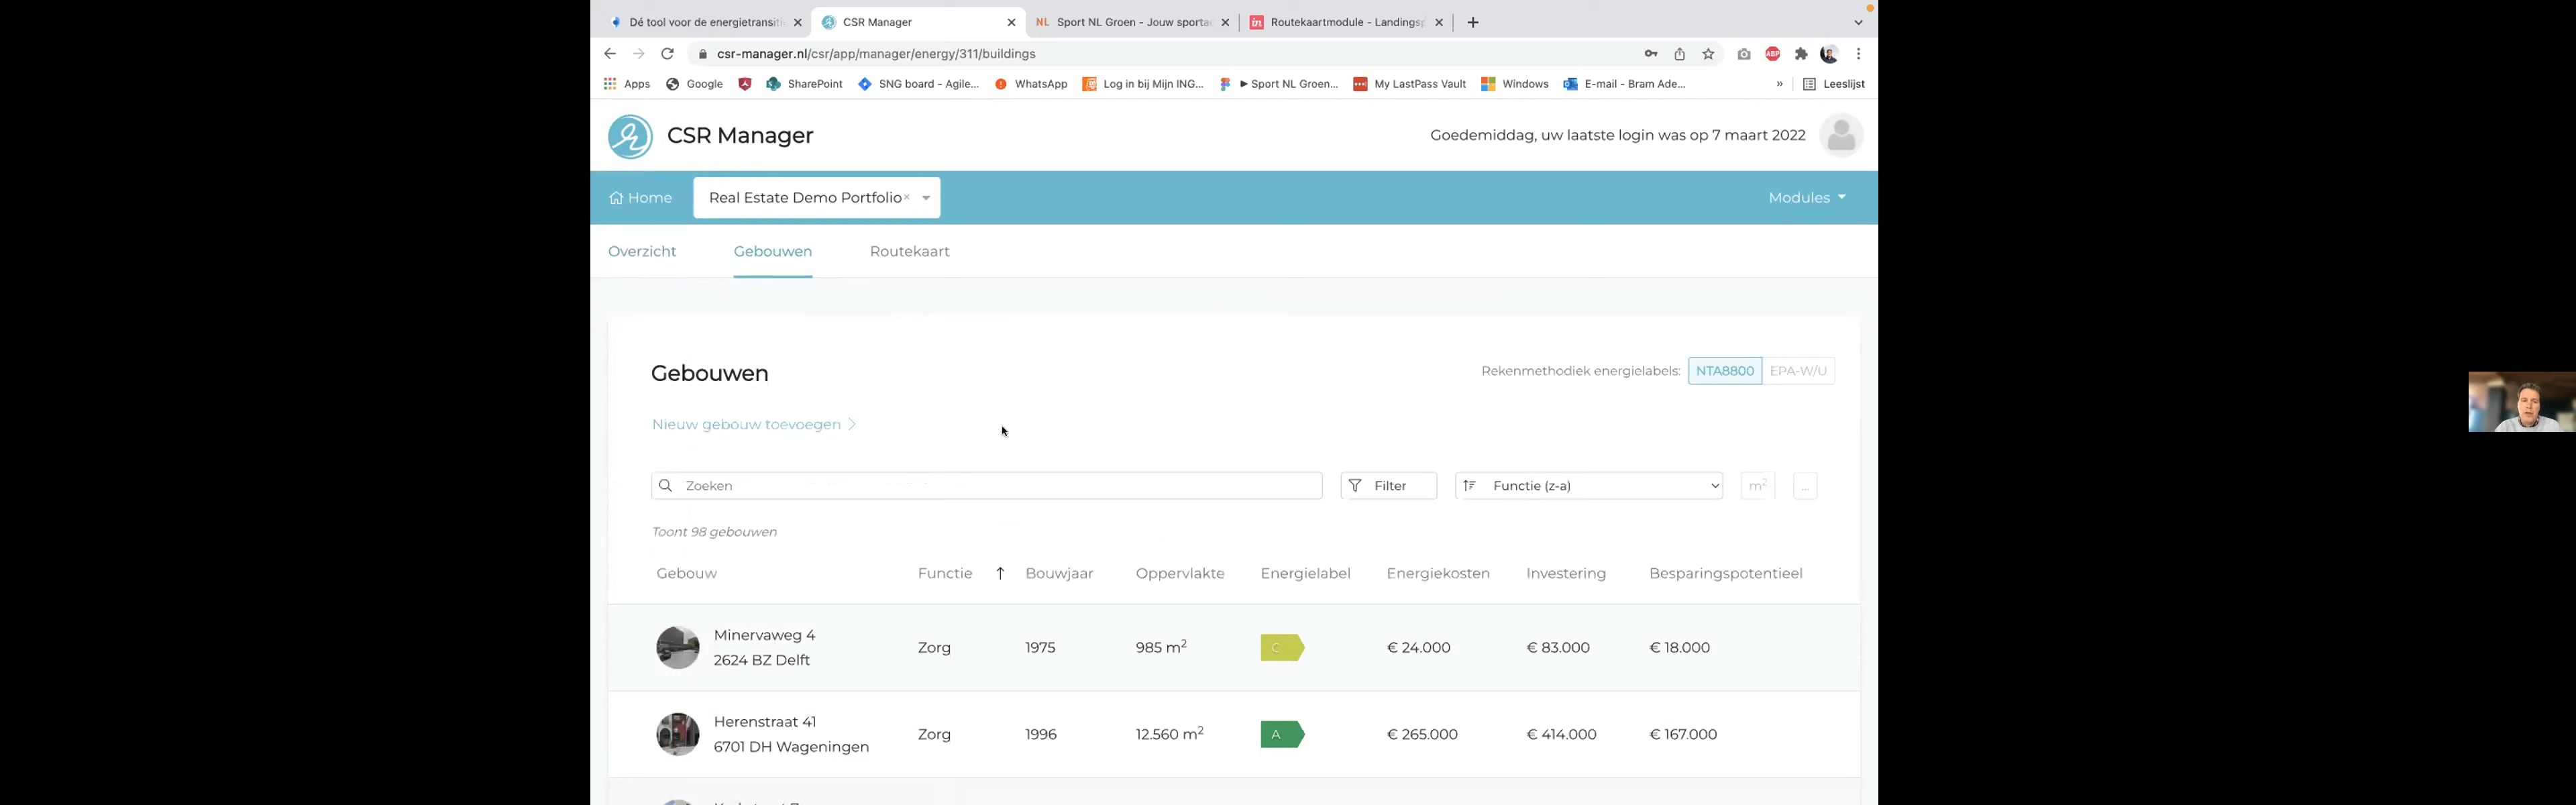 Dé tool voor de energietransiti
CSR Manager
NL Sport NL Groen - Jouw sporta
in Routekaartmodule - Landingsp
csr-manager.nl/csr/app/manager/energy/311/buildings
ABP
Apps Google SharePoint SNG board - Agile... WhatsApp Log in bij Mijn ING... ▶ Sport NL Groen... My LastPass Vault Windows E-mail - Bram Ade... » Leeslijst
CSR Manager
Goedemiddag, uw laatste login was op 7 maart 2022
Home Real Estate Demo Portfolio × Modules
Overzicht Gebouwen Routekaart
Gebouwen
Rekenmethodiek energielabels: NTA8800 EPA-W/U
Nieuw gebouw toevoegen
Zoeken Filter Functie (z-a) m² ...
Toont 98 gebouwen
Gebouw Functie ↑ Bouwjaar Oppervlakte Energielabel Energiekosten Investering Besparingspotentieel
Minervaweg 4
2624 BZ Delft
Zorg 1975 985 m² C € 24.000 € 83.000 € 18.000
Herenstraat 41
6701 DH Wageningen
Zorg 1996 12.560 m² A € 265.000 € 414.000 € 167.000